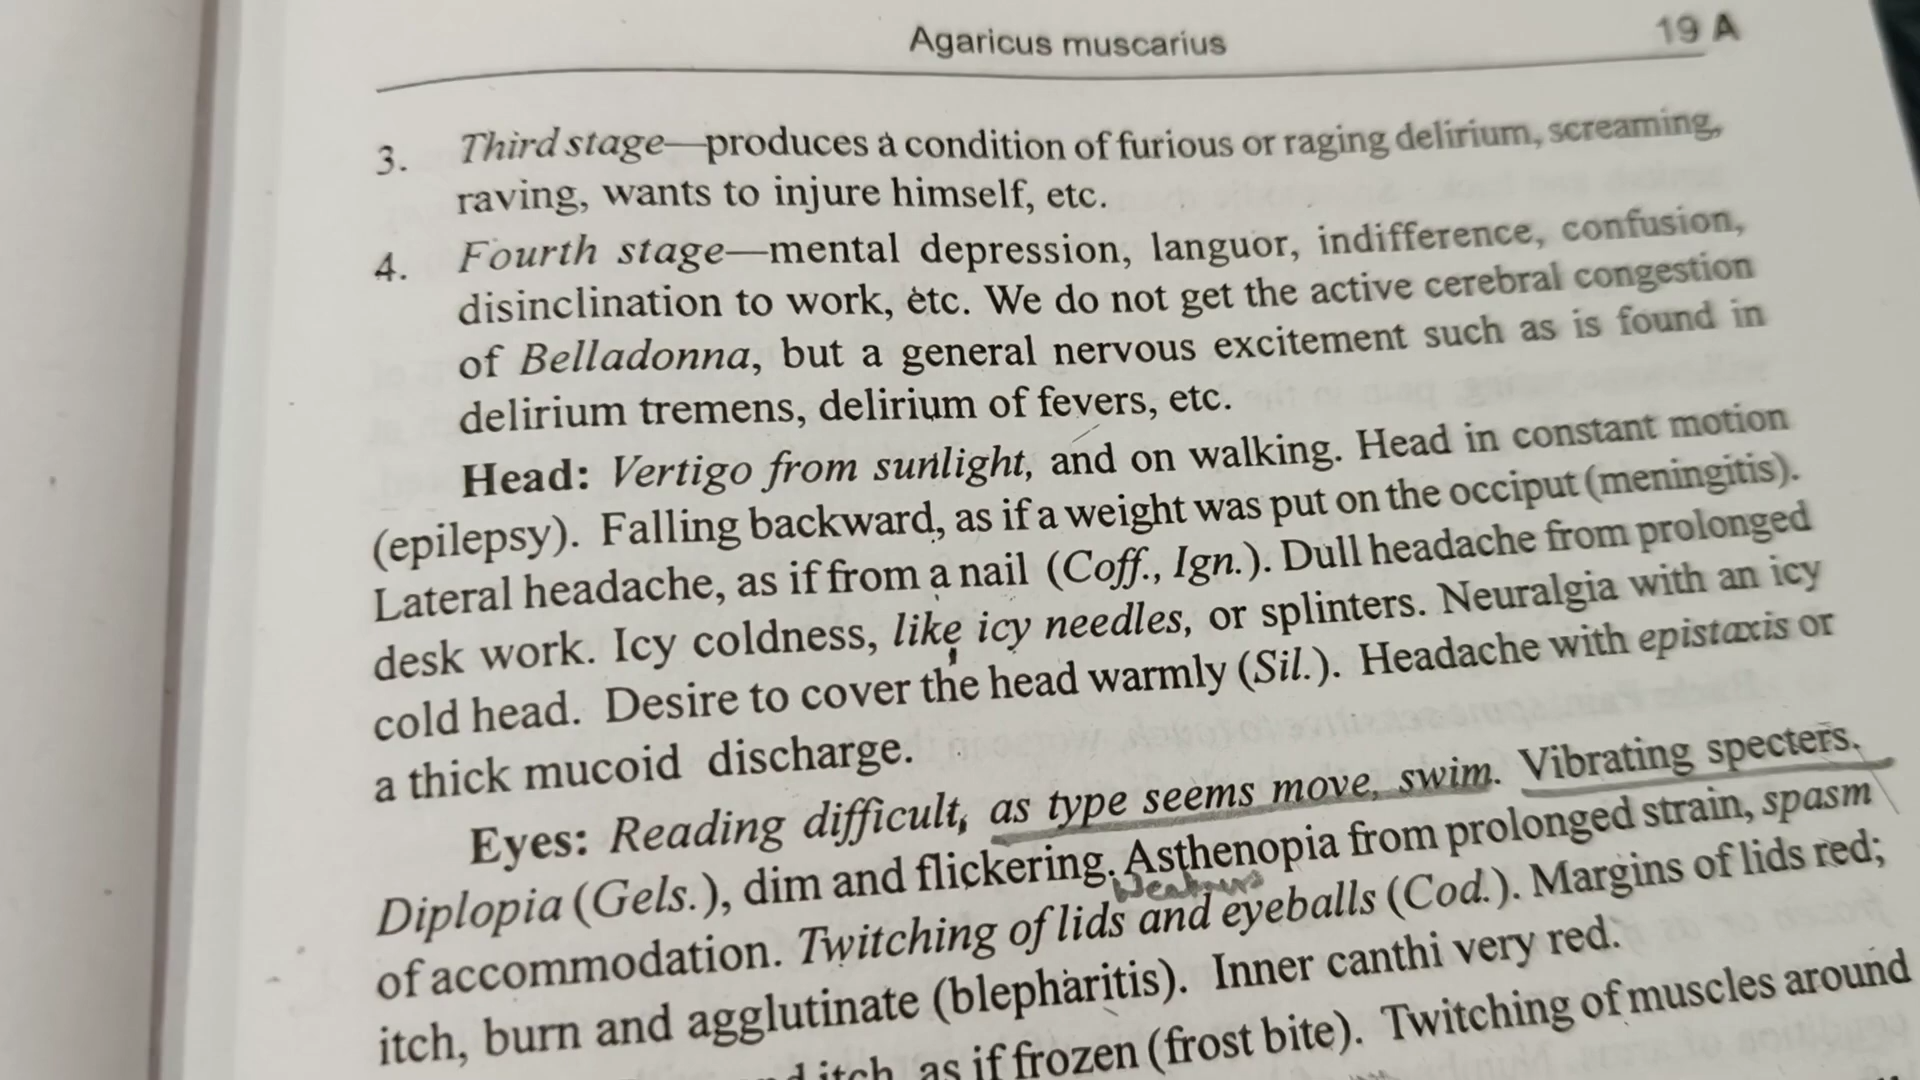 Agaricus muscarius
19 A
3. Third stage—produces a condition of furious or raging delirium, screaming,
raving, wants to injure himself, etc.
4. Fourth stage—mental depression, languor, indifference, confusion,
disinclination to work, etc. We do not get the active cerebral congestion
of Belladonna, but a general nervous excitement such as is found in
delirium tremens, delirium of fevers, etc.
Head: Vertigo from sunlight, and on walking. Head in constant motion
(epilepsy). Falling backward, as if a weight was put on the occiput (meningitis).
Lateral headache, as if from a nail (Coff., Ign.). Dull headache from prolonged
desk work. Icy coldness, like icy needles, or splinters. Neuralgia with an icy
cold head. Desire to cover the head warmly (Sil.). Headache with epistaxis or
a thick mucoid discharge.
Eyes: Reading difficult, as type seems move, swim. Vibrating specters.
Diplopia (Gels.), dim and flickering. Asthenopia from prolonged strain, spasm
Weakness
of accommodation. Twitching of lids and eyeballs (Cod.). Margins of lids red;
itch, burn and agglutinate (blepharitis). Inner canthi very red.
itch, as if frozen (frost bite). Twitching of muscles around